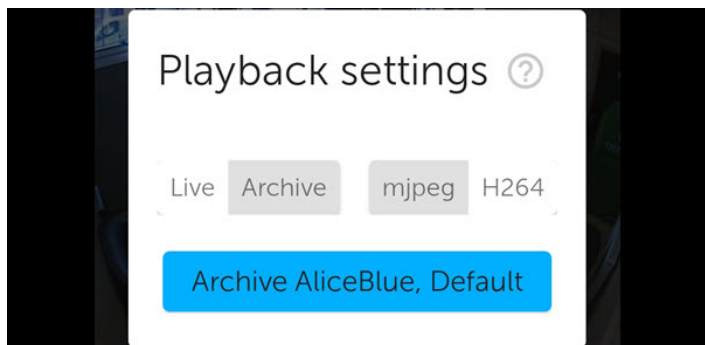 Playback settings ?
Live Archive mjpeg H264
Archive AliceBlue, Default